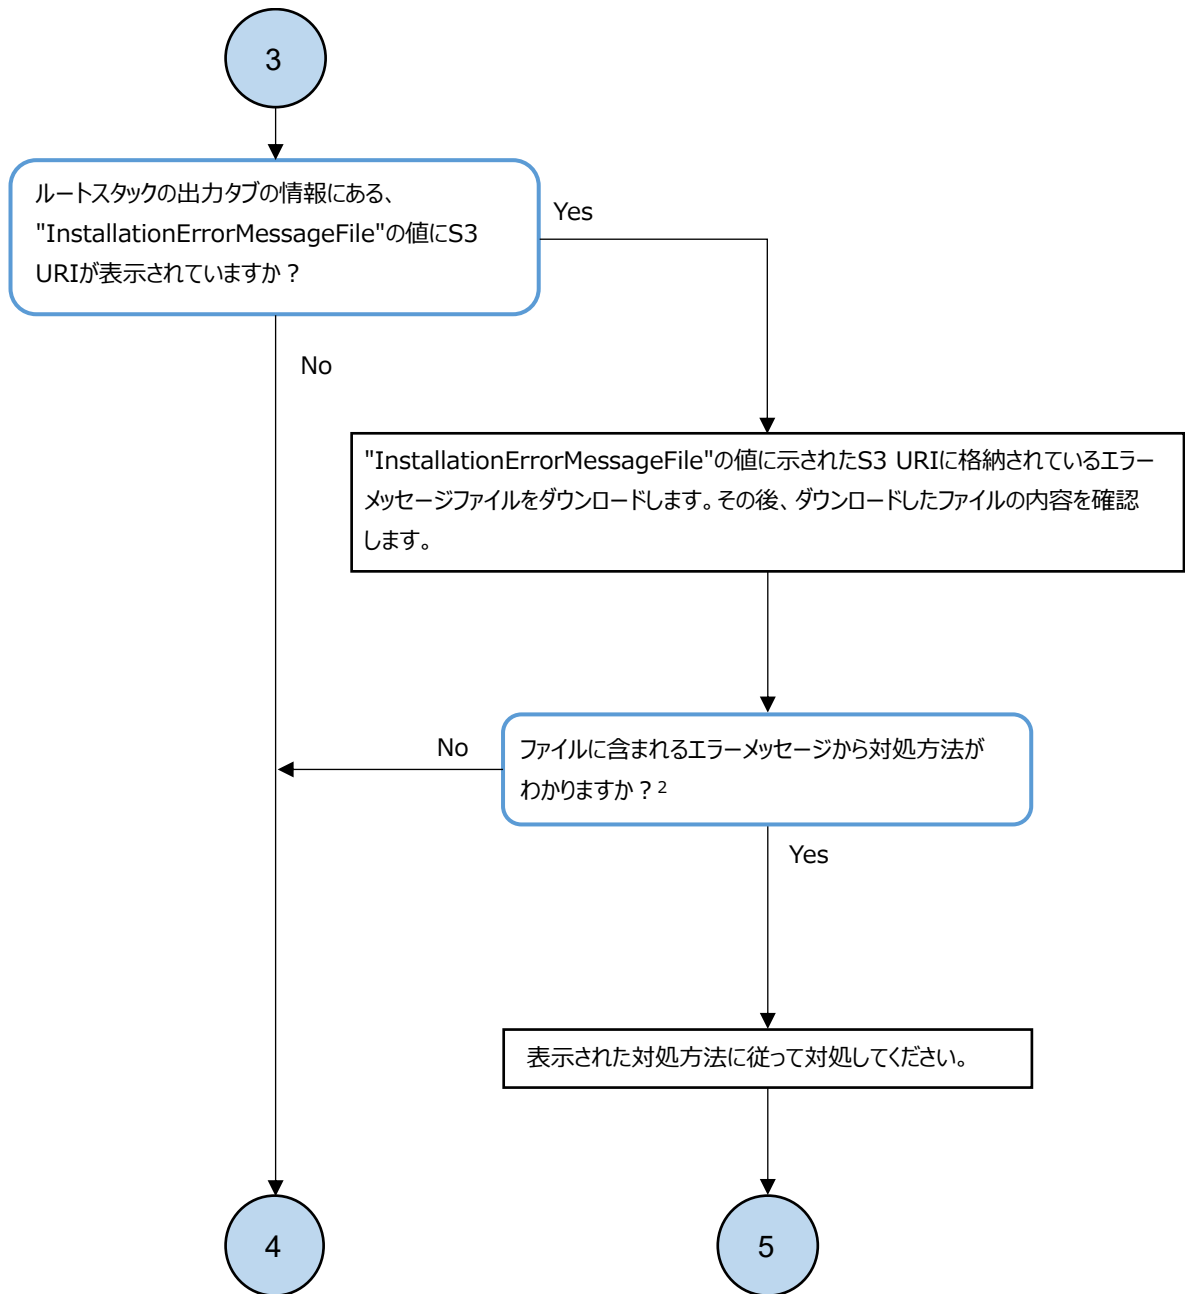 3
ルートスタックの出力タブの情報にある、
"InstallationErrorMessageFile"の値にS3
URIが表示されていますか？
Yes
No
"InstallationErrorMessageFile"の値に示されたS3 URIに格納されているエラー
メッセージファイルをダウンロードします。その後、ダウンロードしたファイルの内容を確認
します。
No
ファイルに含まれるエラーメッセージから対処方法が
わかりますか？2
Yes
表示された対処方法に従って対処してください。
4
5